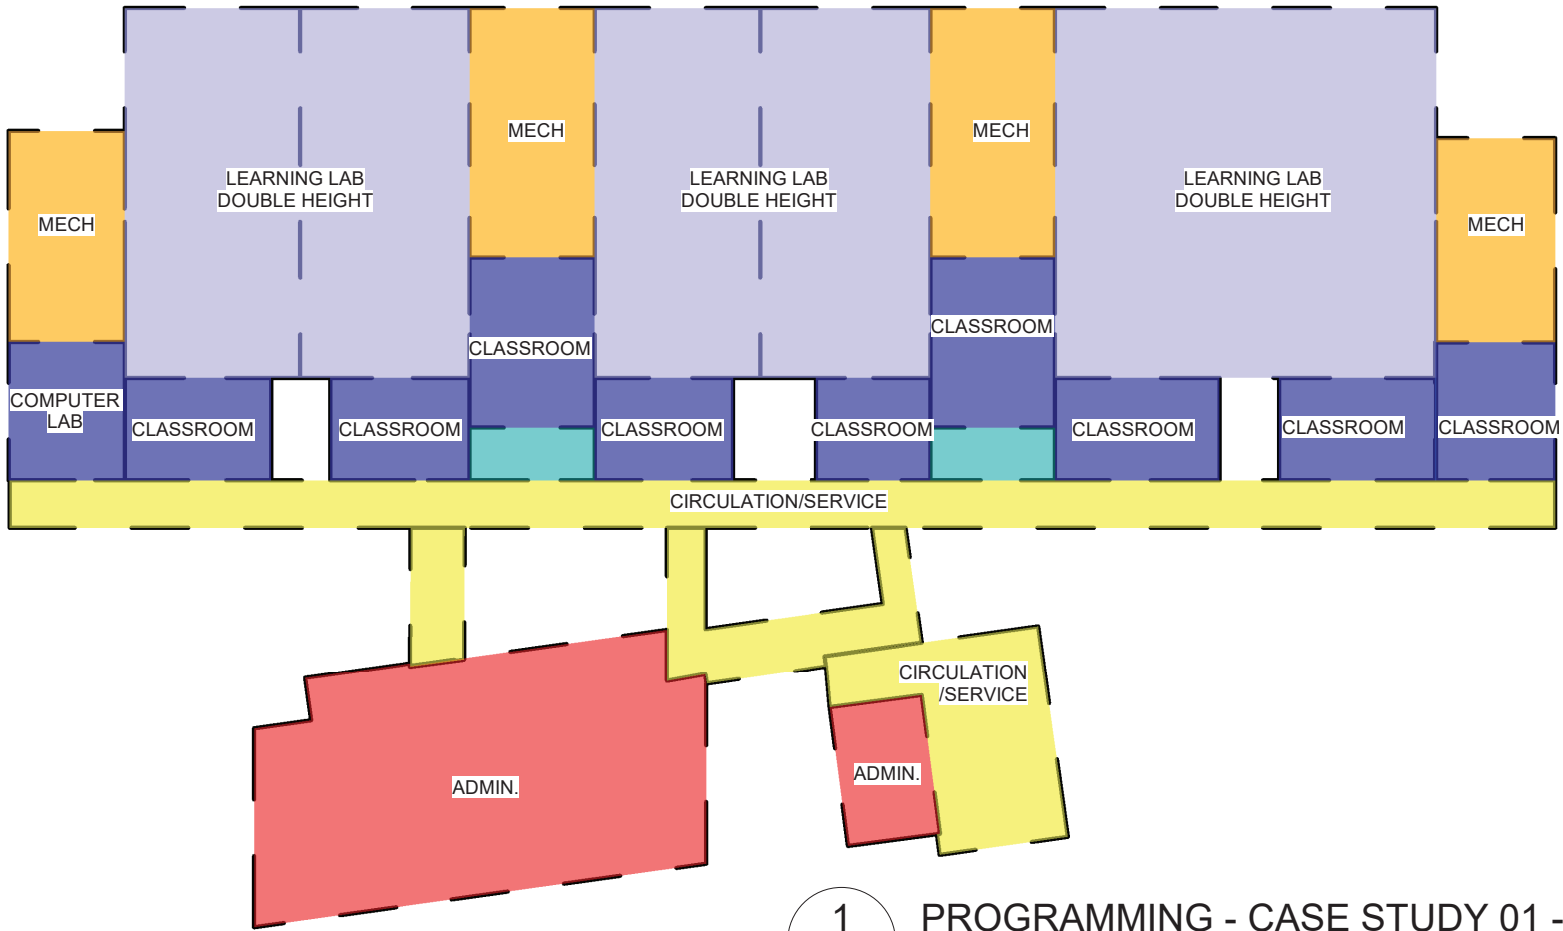 MECH
MECH
LEARNING LAB
DOUBLE HEIGHT
LEARNING LAB
DOUBLE HEIGHT
LEARNING LAB
DOUBLE HEIGHT
MECH
MECH
CLASSROOM
CLASSROOM
COMPUTER
LAB
CLASSROOM
CLASSROOM
CLASSROOM
CLASSROOM
CLASSROOM
CLASSROOM
CLASSROOM
CIRCULATION/SERVICE
CIRCULATION
/SERVICE
ADMIN.
ADMIN.
1
PROGRAMMING - CASE STUDY 01 -